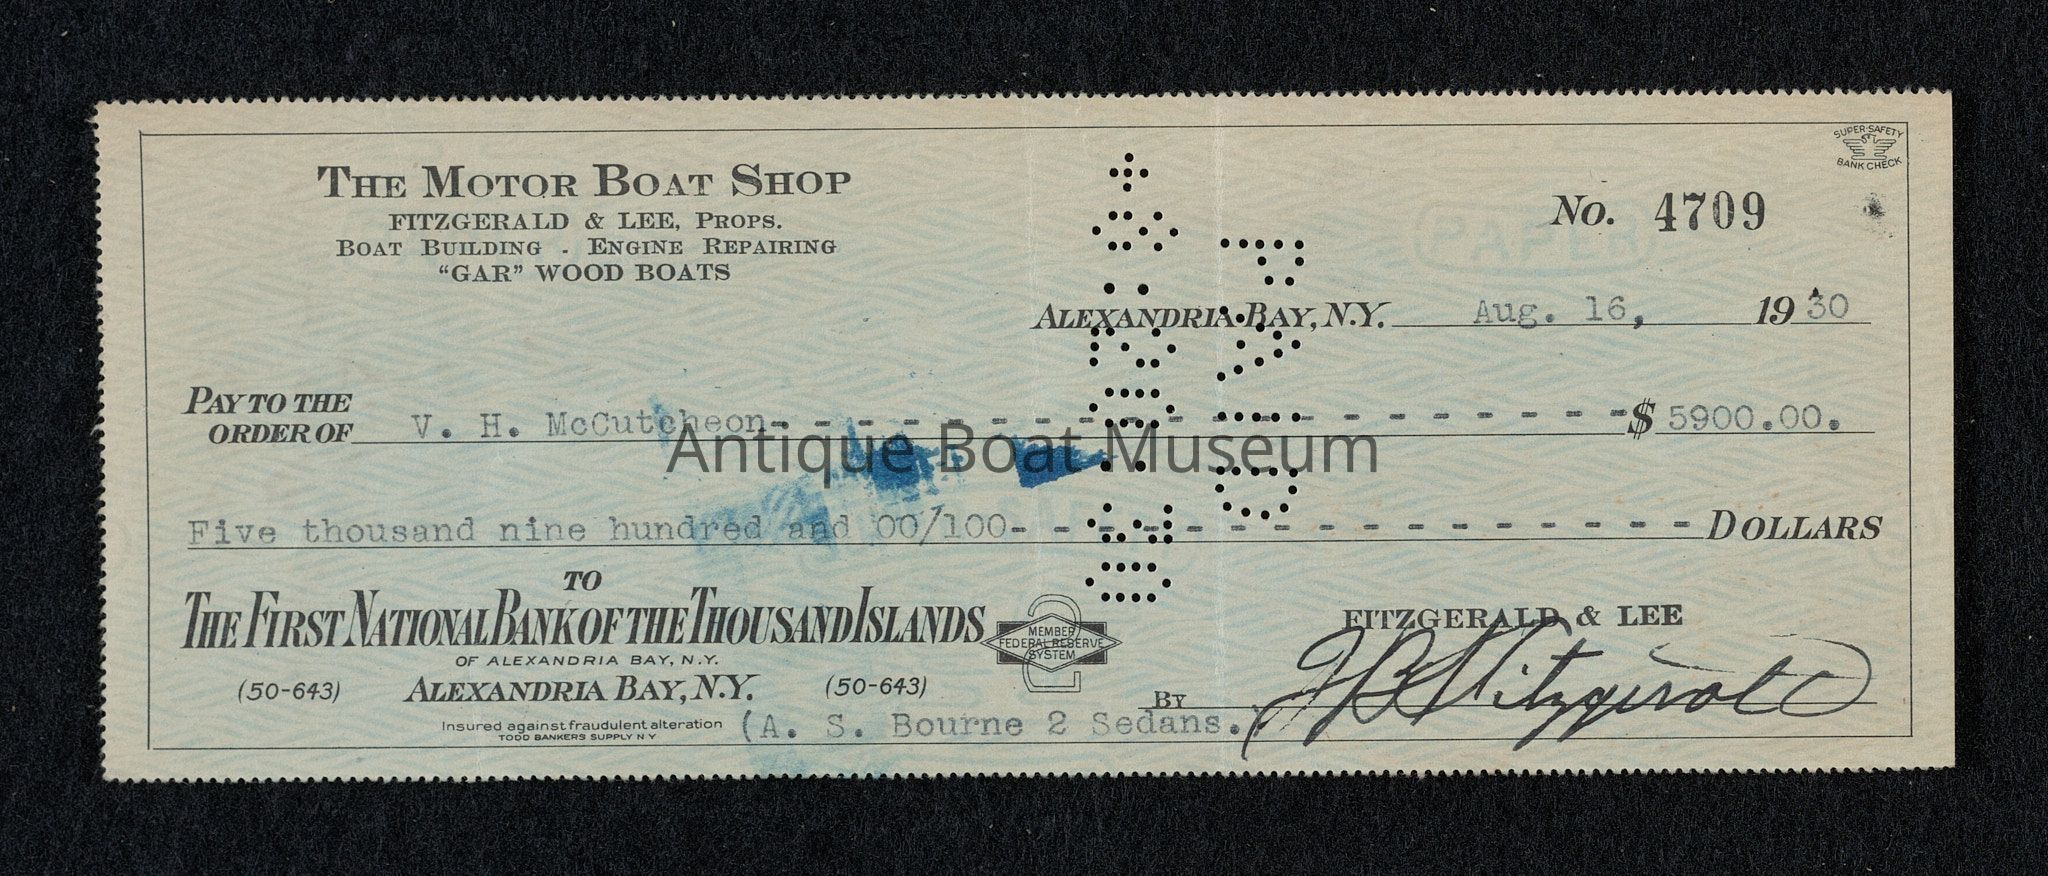 THE MOTOR BOAT SHOP
FITZGERALD & LEE, PROPS.
BOAT BUILDING - ENGINE REPAIRING
"GAR" WOOD BOATS
SUPER-SAFETY
BANK CHECK
No. 4709
PAPER
ALEXANDRIA BAY, N.Y. Aug. 16, 1930
PAY TO THE
ORDER OF V. H. McCutcheon- - - - - - - - - - - - - - - - - - - - $ 5900.00.
Antique Boat Museum
Five thousand nine hundred and 00/100- - - - - - - - - - - - - - - - DOLLARS
TO
THE FIRST NATIONAL BANK OF THE THOUSAND ISLANDS
OF ALEXANDRIA BAY, N.Y.
(50-643) ALEXANDRIA BAY, N.Y. (50-643)
2
MEMBER
FEDERAL RESERVE
SYSTEM
FITZGERALD & LEE
BY Fitzgerald
Insured against fraudulent alteration
TODD BANKERS SUPPLY N Y
(A. S. Bourne 2 Sedans.)
PAID